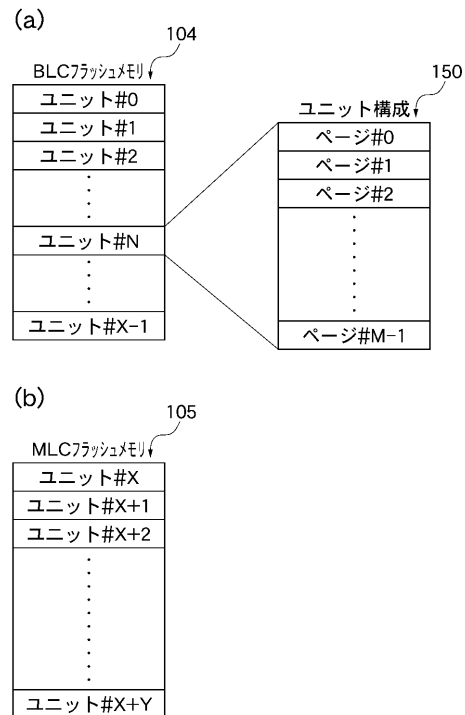 (a)
104
BLCフラッシュメモリ
ユニット#0
ユニット#1
ユニット#2
ユニット#N
ユニット#X-1
150
ユニット構成
ページ#0
ページ#1
ページ#2
ページ#M-1
(b)
105
MLCフラッシュメモリ
ユニット#X
ユニット#X+1
ユニット#X+2
ユニット#X+Y